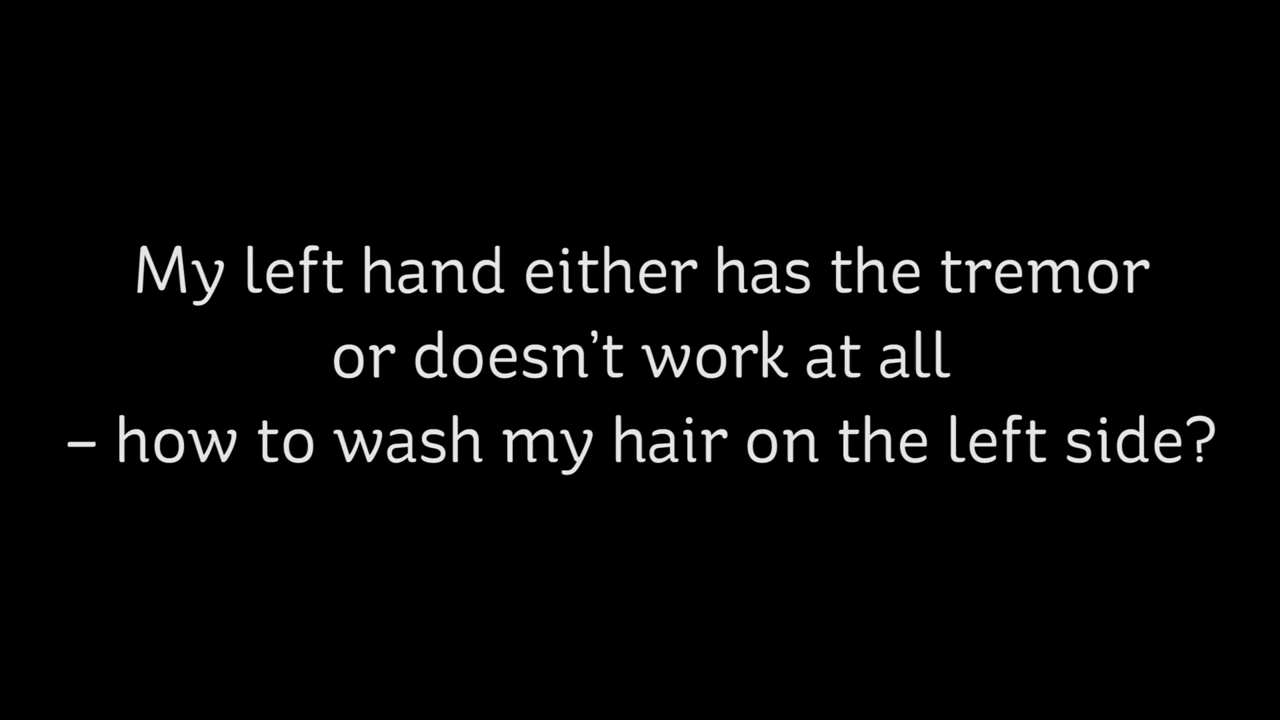 My left hand either has the tremor
or doesn’t work at all
– how to wash my hair on the left side?